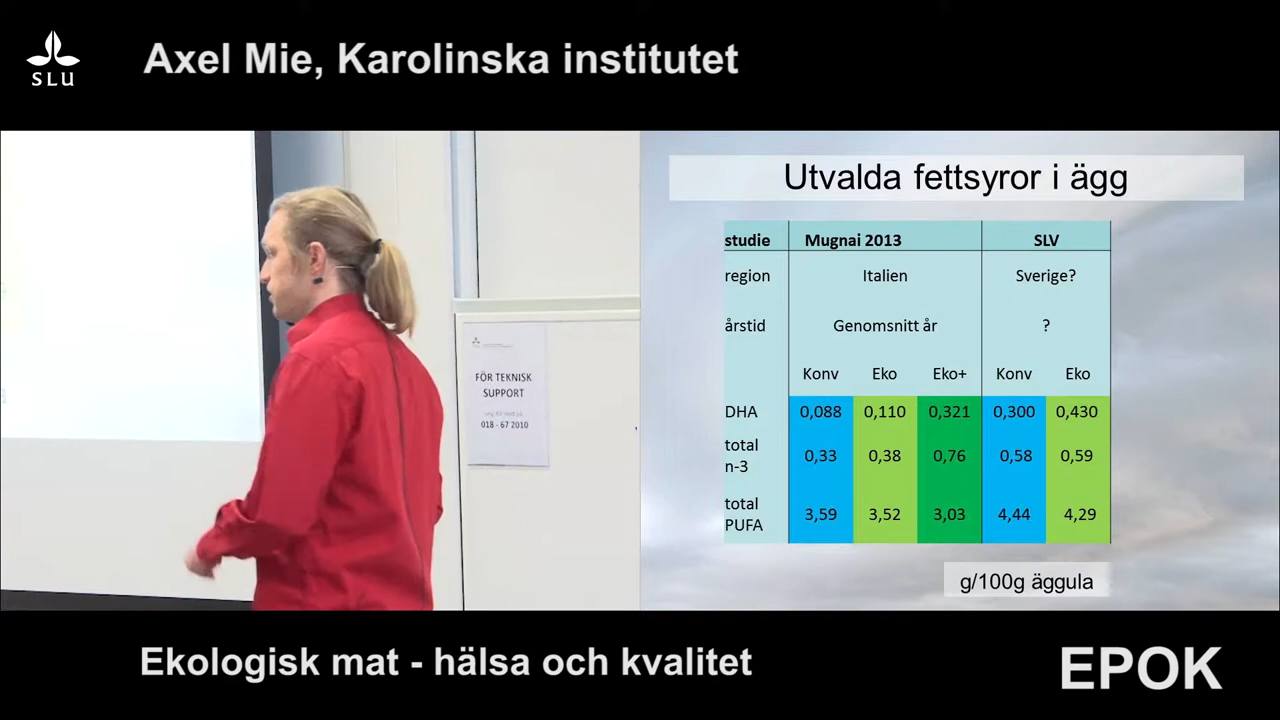 SLU
Axel Mie, Karolinska institutet
FÖR TEKNISK
SUPPORT
018 - 67 2010
Utvalda fettsyror i ägg
studie Mugnai 2013 SLV
region Italien Sverige?
årstid Genomsnitt år ?
Konv Eko Eko+ Konv Eko
DHA 0,088 0,110 0,321 0,300 0,430
total
n-3 0,33 0,38 0,76 0,58 0,59
total
PUFA 3,59 3,52 3,03 4,44 4,29
g/100g äggula
Ekologisk mat - hälsa och kvalitet
EPOK